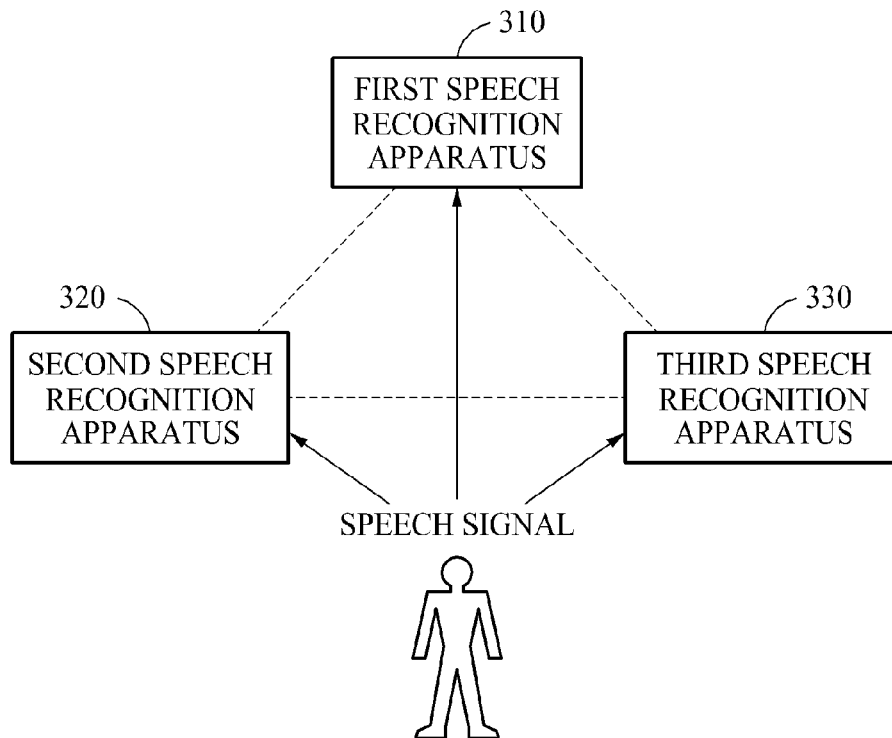 310
FIRST SPEECH
RECOGNITION
APPARATUS
320
330
SECOND SPEECH
RECOGNITION
APPARATUS
THIRD SPEECH
RECOGNITION
APPARATUS
SPEECH SIGNAL